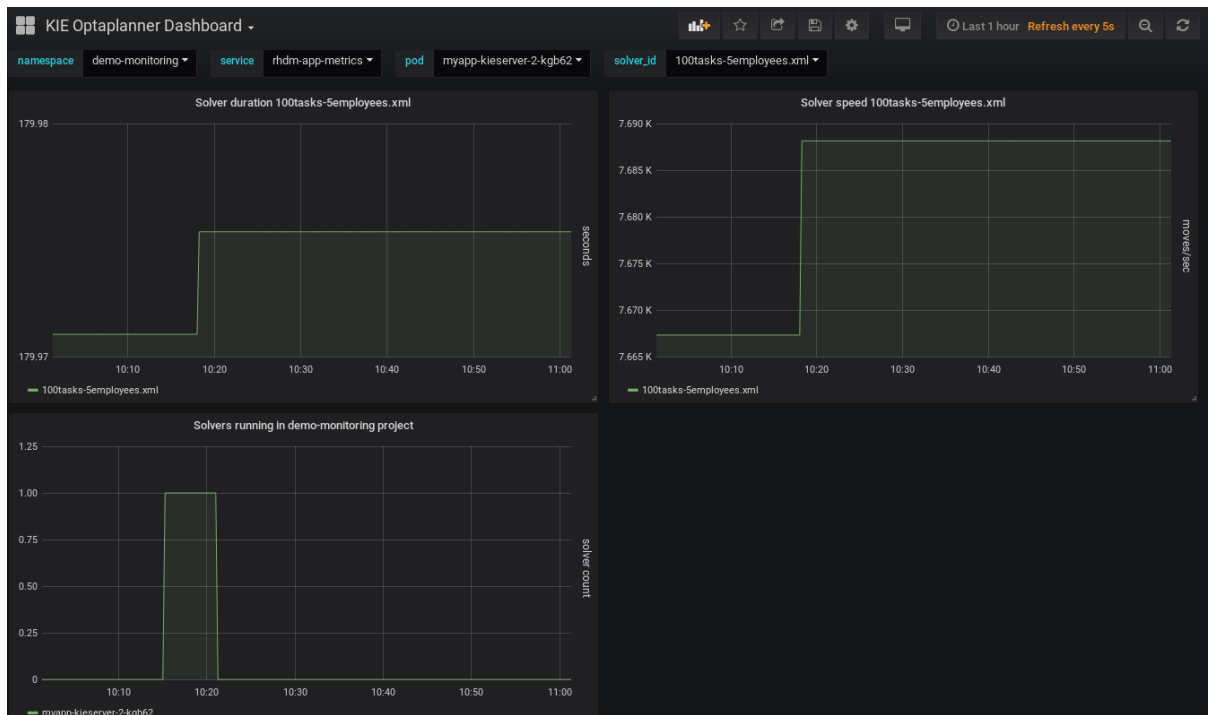 KIE Optaplanner Dashboard
Last 1 hour Refresh every 5s
namespace demo-monitoring service rhdm-app-metrics pod myapp-kieserver-2-kgb62 solver_id 100tasks-5employees.xml
Solver duration 100tasks-5employees.xml
179.98
179.97
seconds
10:10 10:20 10:30 10:40 10:50 11:00
100tasks-5employees.xml
Solver speed 100tasks-5employees.xml
7.690 K
7.685 K
7.680 K
7.675 K
7.670 K
7.665 K
moves/sec
10:10 10:20 10:30 10:40 10:50 11:00
100tasks-5employees.xml
Solvers running in demo-monitoring project
1.25
1.00
0.75
0.50
0.25
0
solver count
10:10 10:20 10:30 10:40 10:50 11:00
myapp-kieserver-2-kgb62